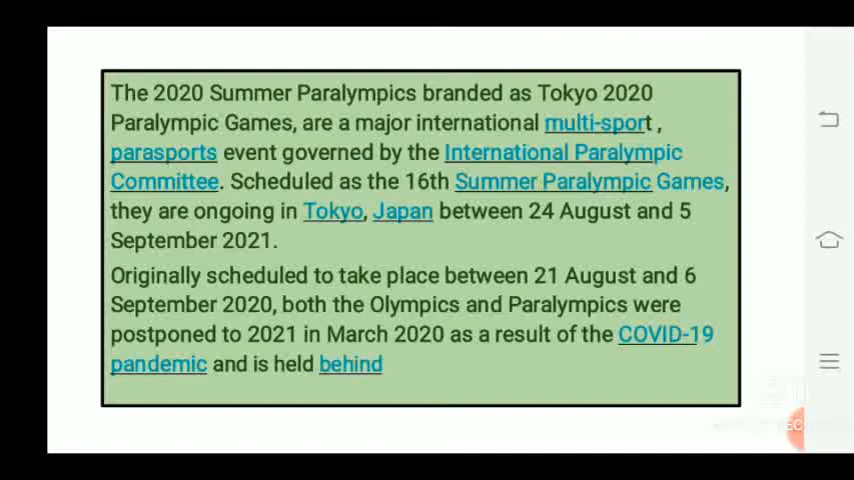 The 2020 Summer Paralympics branded as Tokyo 2020
Paralympic Games, are a major international multi-sport ,
parasports event governed by the International Paralympic
Committee. Scheduled as the 16th Summer Paralympic Games,
they are ongoing in Tokyo, Japan between 24 August and 5
September 2021.
Originally scheduled to take place between 21 August and 6
September 2020, both the Olympics and Paralympics were
postponed to 2021 in March 2020 as a result of the COVID-19
pandemic and is held behind